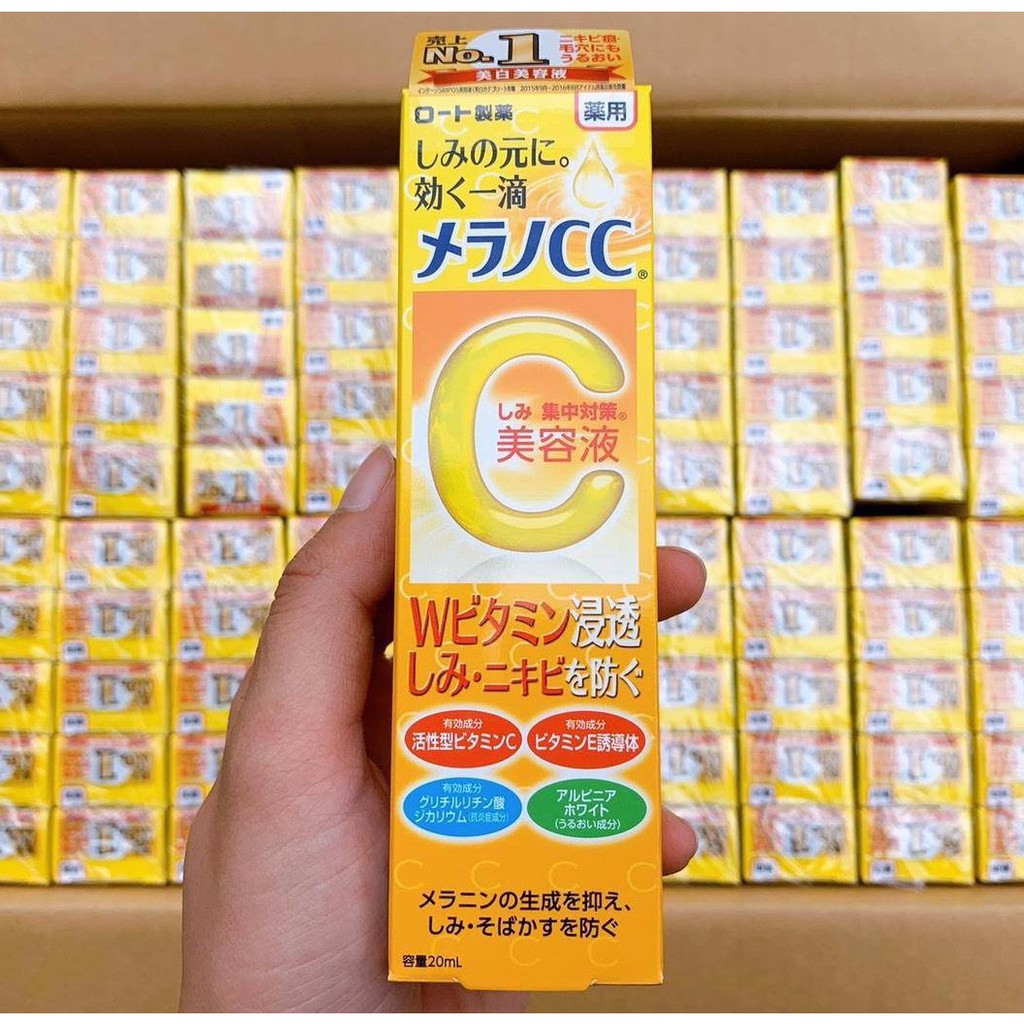 売上
No.1
ニキビ痕・
毛穴にも
うるおい
美白美容液
ロート製薬
薬用
しみの元に。
効く一滴
メラノCC®
しみ 集中対策®
美容液
Wビタミン浸透
しみ・ニキビを防ぐ
有効成分
活性型ビタミンC
有効成分
ビタミンE誘導体
有効成分
グリチルリチン酸
ジカリウム(抗炎症成分)
アルピニア
ホワイト
(うるおい成分)
メラニンの生成を抑え、
しみ・そばかすを防ぐ
容量20mL